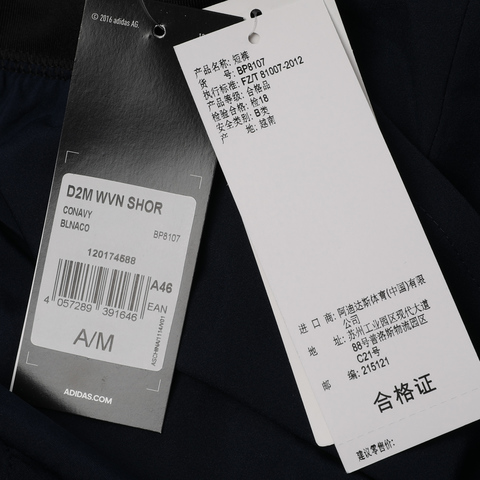 © 2016 adidas AG.
D2M WVN SHOR
CONAVY
BLNACO
BP8107
120174588
A46
4 057289 391646
EAN
A/M
ASCHINA1114/R01
ADIDAS.COM
产品名称: 短裤
货 号: BP8107
执行标准: FZ/T 81007-2012
产品等级: 合格品
检验合格: 检18
安全类别: B类
产 地: 越南
进 口 商: 阿迪达斯体育(中国)有限
公司
地 址: 苏州工业园区现代大道
88号普洛斯物流园区
C21号
邮 编: 215121
合格证
建议零售价: